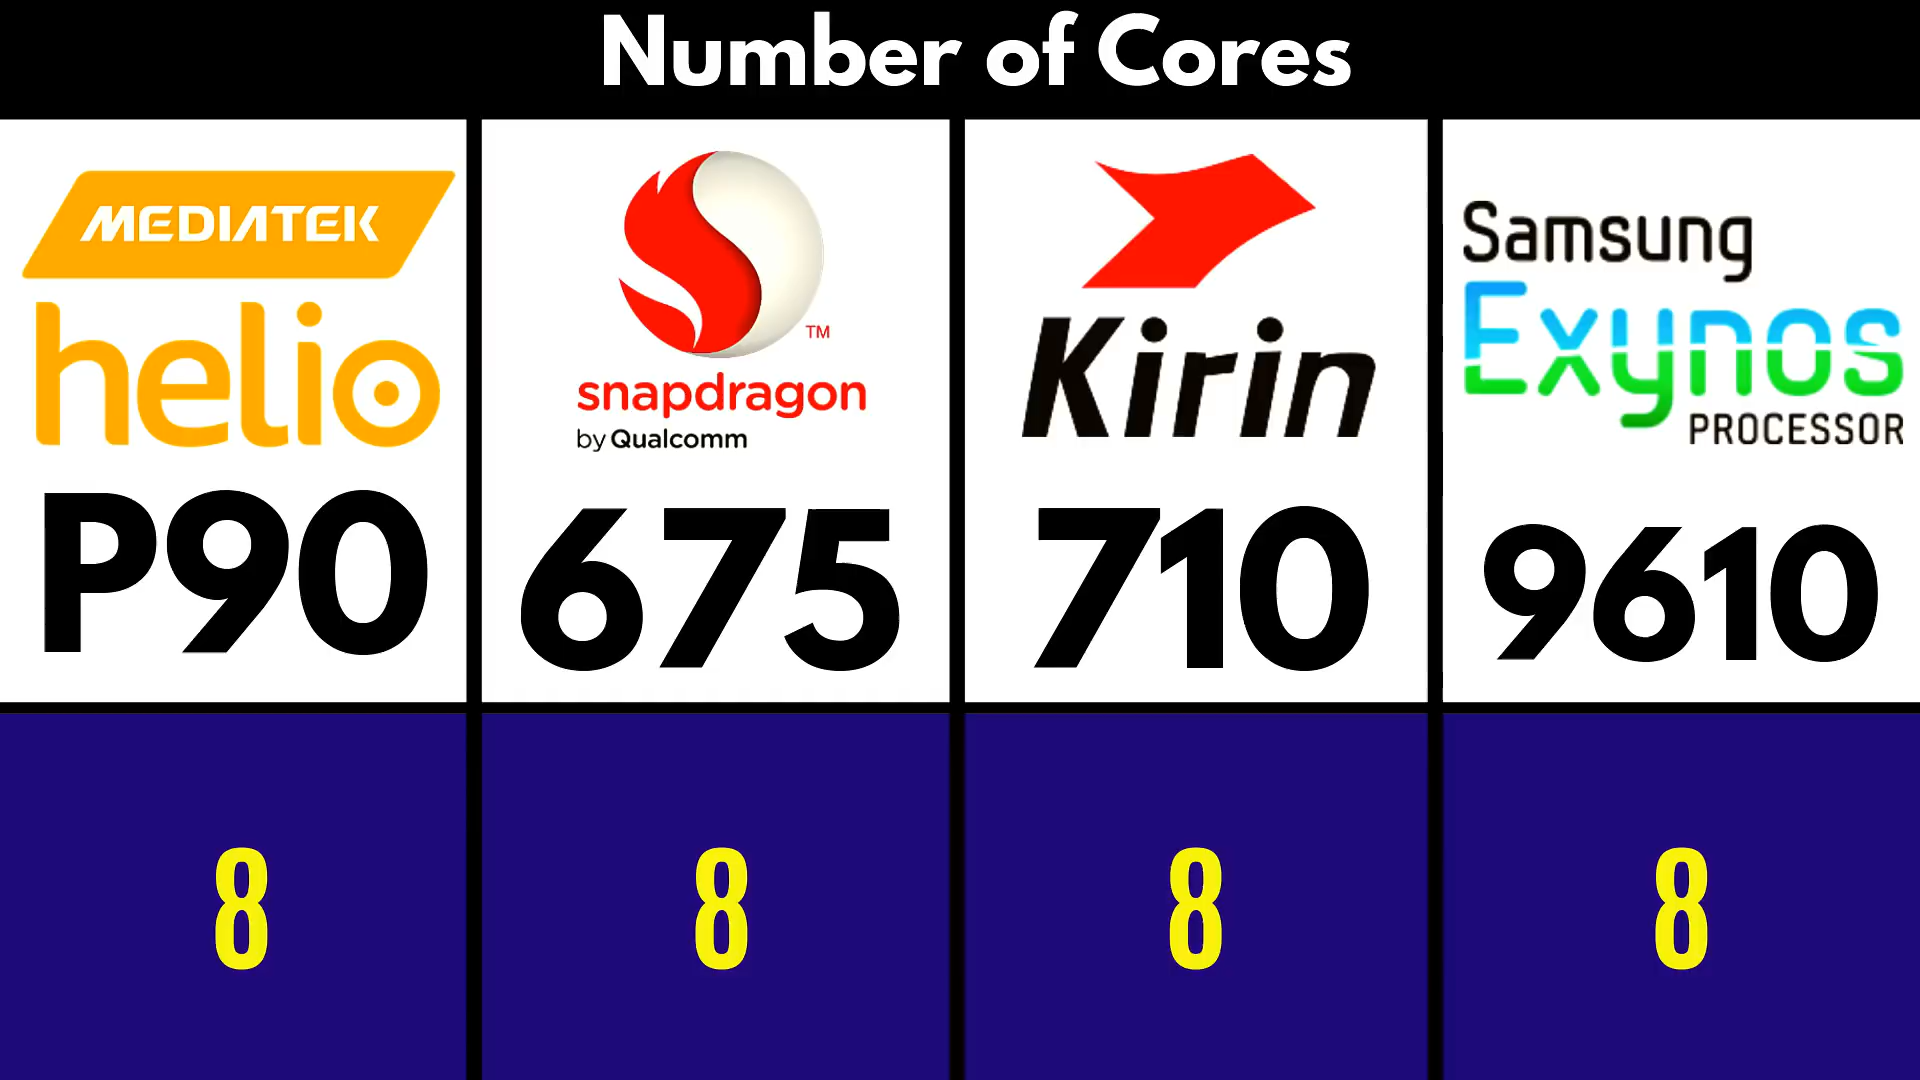 Number of Cores
MEDIATEK
helio
P90
snapdragon
by Qualcomm
TM
675
Kirin
710
Samsung
Exynos
PROCESSOR
9610
8
8
8
8